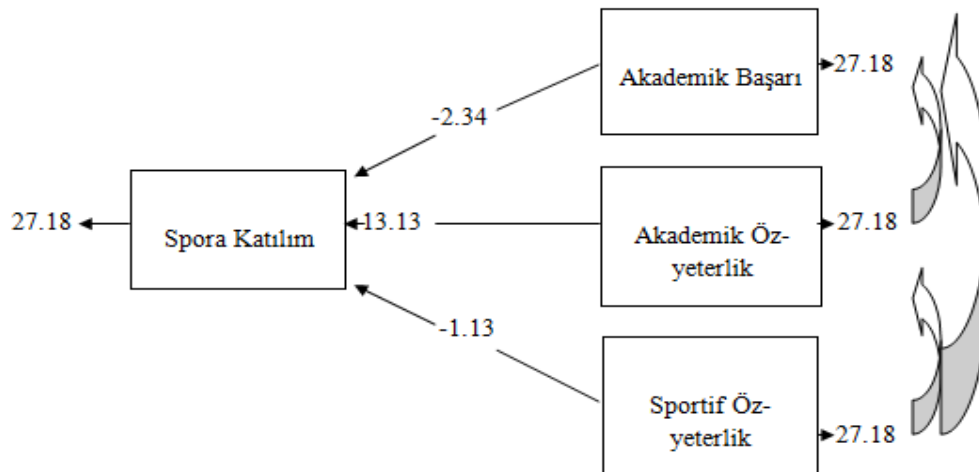 Akademik Başarı
27.18
-2.34
27.18
Spora Katılım
13.13
Akademik Öz-
yeterlik
27.18
-1.13
Sportif Öz-
yeterlik
27.18